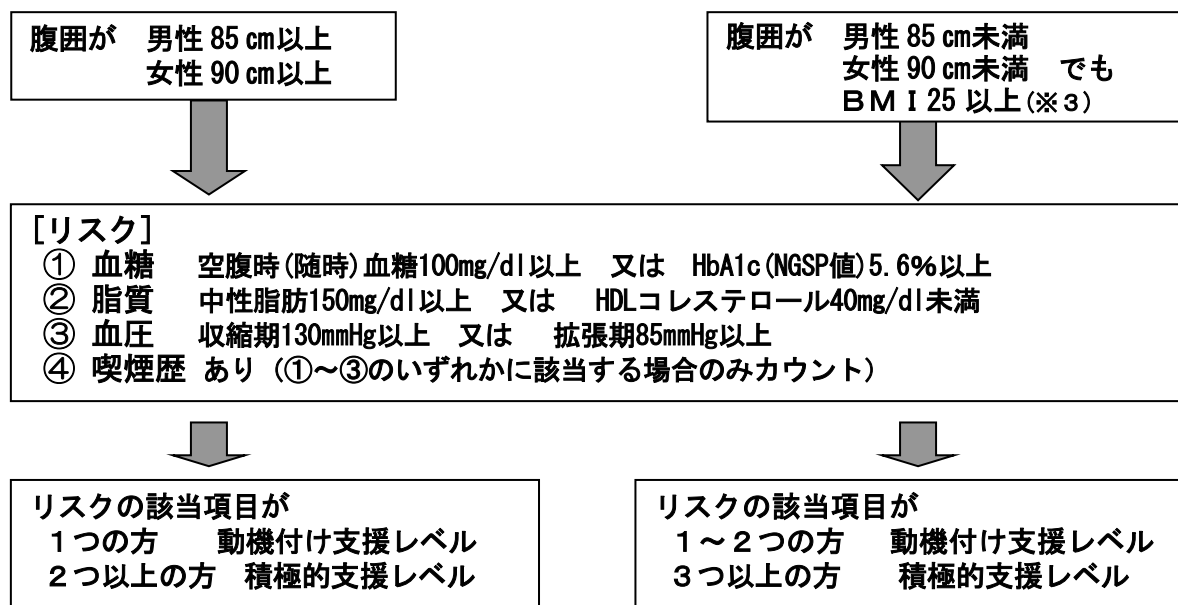 腹囲が 男性 85 ㎝以上
女性 90 ㎝以上
腹囲が 男性 85 ㎝未満
女性 90 ㎝未満 でも
ＢＭＩ25 以上(※３)
[リスク]
① 血糖 空腹時(随時)血糖100mg/dl以上 又は HbA1c(NGSP値)5.6%以上
② 脂質 中性脂肪150mg/dl以上 又は HDLコレステロール40mg/dl未満
③ 血圧 収縮期130mmHg以上 又は 拡張期85mmHg以上
④ 喫煙歴 あり（①～③のいずれかに該当する場合のみカウント）
リスクの該当項目が
１つの方 動機付け支援レベル
２つ以上の方 積極的支援レベル
リスクの該当項目が
１～２つの方 動機付け支援レベル
３つ以上の方 積極的支援レベル